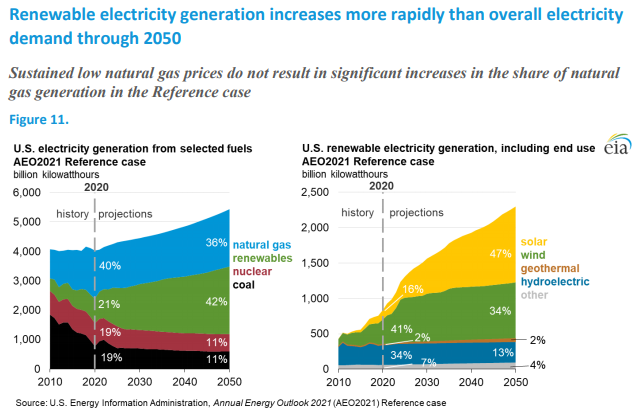 Renewable electricity generation increases more rapidly than overall electricity
demand through 2050
Sustained low natural gas prices do not result in significant increases in the share of natural
gas generation in the Reference case
Figure 11.
U.S. electricity generation from selected fuels
AEO2021 Reference case
billion kilowatthours
2020
history
projections
6,000
5,000
4,000
3,000
2,000
1,000
0
2010
2020
2030
2040
2050
40%
21%
19%
19%
36%
42%
11%
11%
natural gas
renewables
nuclear
coal
U.S. renewable electricity generation, including end use
AEO2021 Reference case
billion kilowatthours
eia
2020
history
projections
2,500
2,000
1,500
1,000
500
0
2010
2020
2030
2040
2050
16%
41%
2%
34%
7%
47%
34%
2%
13%
4%
solar
wind
geothermal
hydroelectric
other
Source: U.S. Energy Information Administration, Annual Energy Outlook 2021 (AEO2021) Reference case